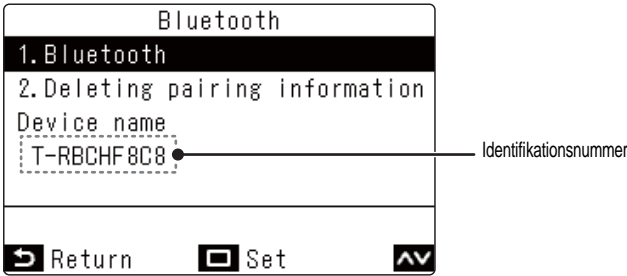 Bluetooth
1.Bluetooth
2.Deleting pairing information
Device name
T-RBCHF8C8
Identifikationsnummer
Return Set